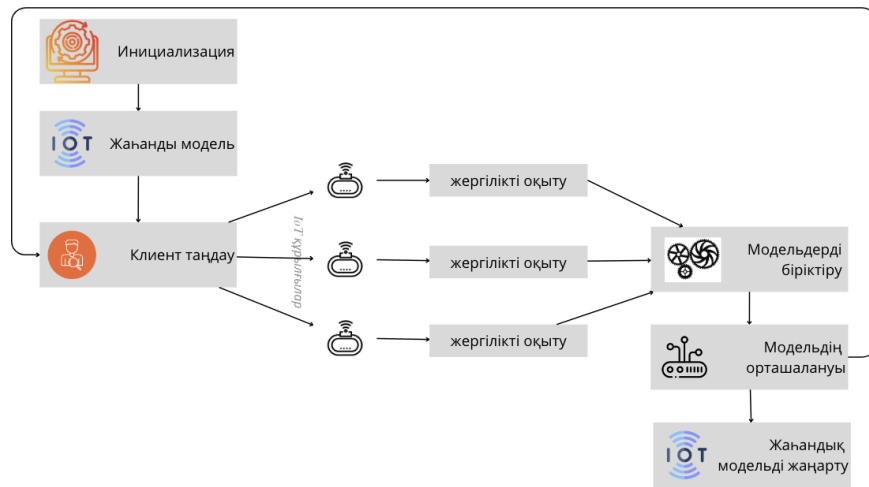 Инициализация
IOT
Жаһанды модель
Клиент таңдау
IoT құрылғылар
жергілікті оқыту
жергілікті оқыту
жергілікті оқыту
Модельдерді
біріктіру
Модельдің
орташалануы
IOT
Жаһандық
модельді жаңарту